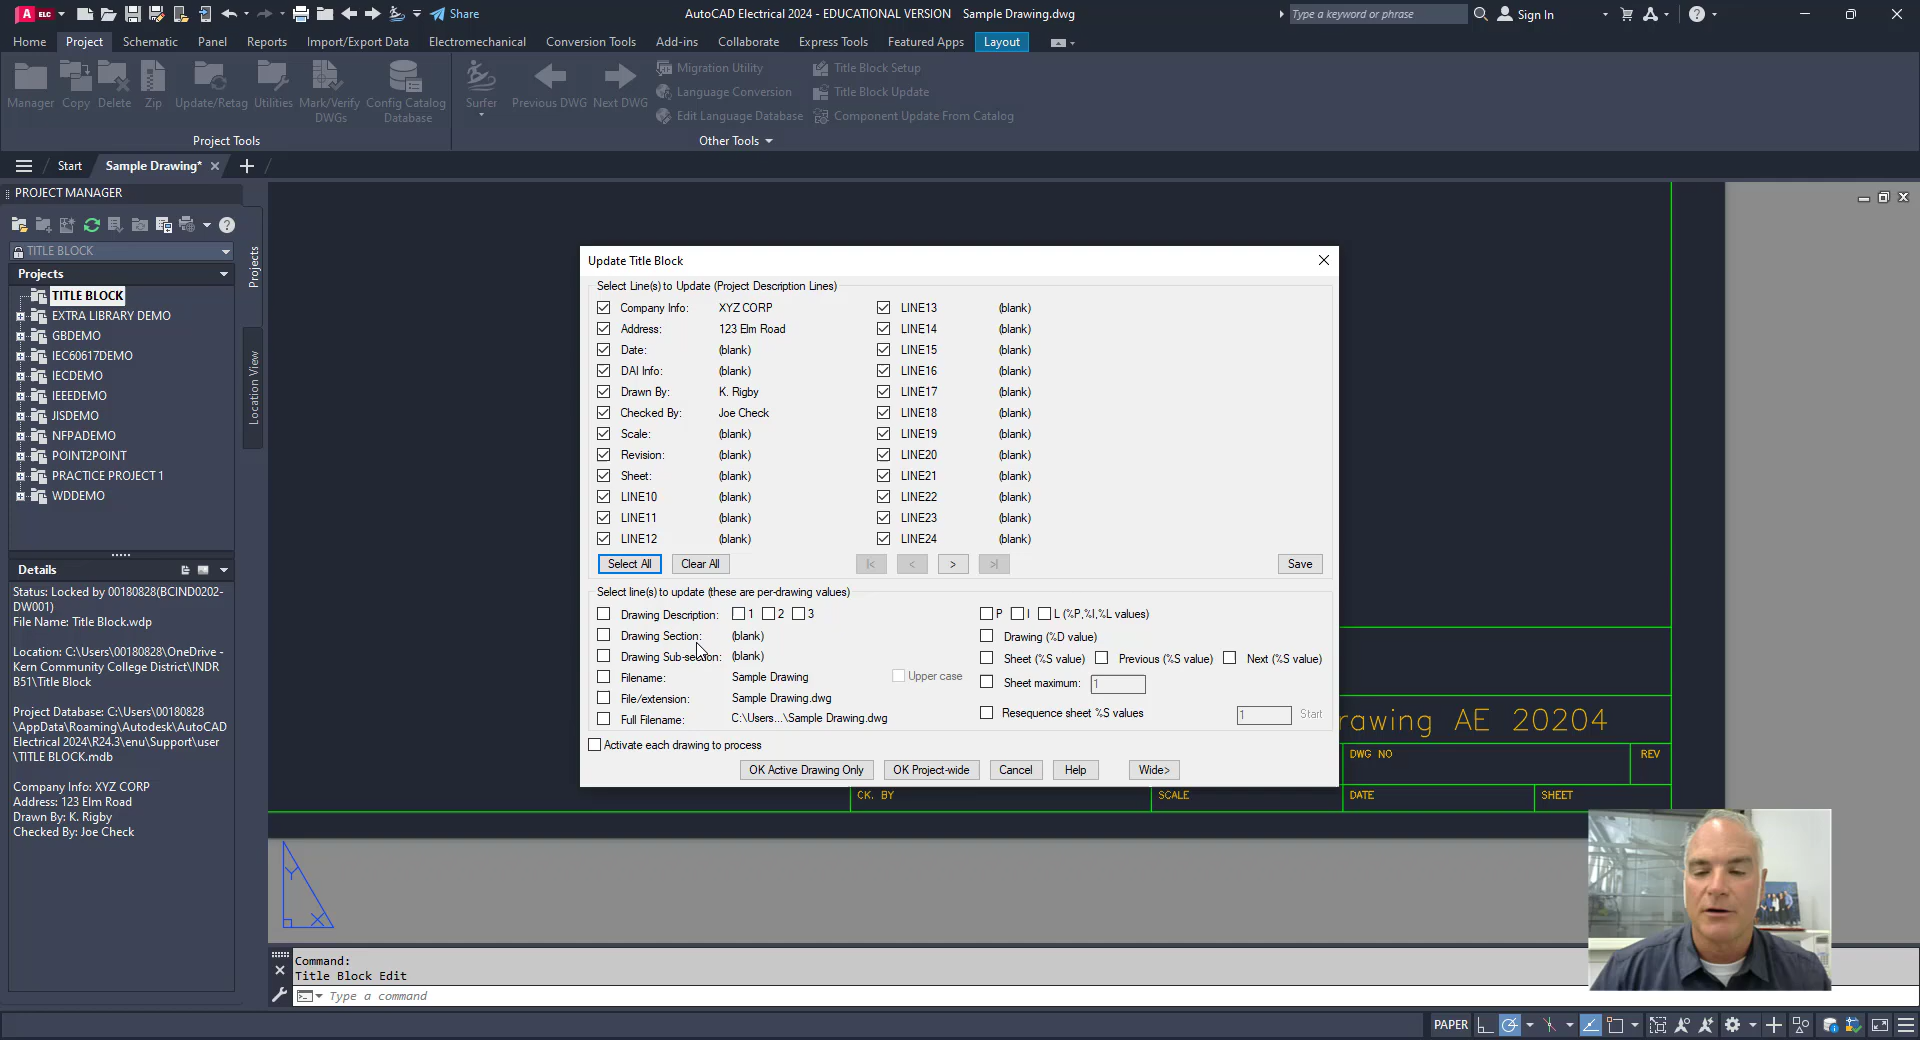 A ELC Share AutoCAD Electrical 2024 - EDUCATIONAL VERSION Sample Drawing.dwg Type a keyword or phrase Sign In
Home Project Schematic Panel Reports Import/Export Data Electromechanical Conversion Tools Add-ins Collaborate Express Tools Featured Apps Layout
Manager Copy Delete Zip Update/Retag Utilities Mark/Verify DWGs Config Catalog Database
Surfer Previous DWG Next DWG
Migration Utility Title Block Setup
Language Conversion Title Block Update
Edit Language Database Component Update From Catalog
Project Tools Other Tools
Start Sample Drawing*
PROJECT MANAGER
TITLE BLOCK
Projects
TITLE BLOCK
EXTRA LIBRARY DEMO
GBDEMO
IEC60617DEMO
IECDEMO
IEEEDEMO
JISDEMO
NFPADEMO
POINT2POINT
PRACTICE PROJECT 1
WDDEMO
Projects
Location View
Details
Status: Locked by 00180828(BCIND0202-
DW001)
File Name: Title Block.wdp
Location: C:\Users\00180828\OneDrive -
Kern Community College District\INDR
B51\Title Block
Project Database: C:\Users\00180828
\AppData\Roaming\Autodesk\AutoCAD
Electrical 2024\R24.3\enu\Support\user
\TITLE BLOCK.mdb
Company Info: XYZ CORP
Address: 123 Elm Road
Drawn By: K. Rigby
Checked By: Joe Check
Update Title Block
Select Line(s) to Update (Project Description Lines)
Company Info: XYZ CORP LINE13 (blank)
Address: 123 Elm Road LINE14 (blank)
Date: (blank) LINE15 (blank)
DAI Info: (blank) LINE16 (blank)
Drawn By: K. Rigby LINE17 (blank)
Checked By: Joe Check LINE18 (blank)
Scale: (blank) LINE19 (blank)
Revision: (blank) LINE20 (blank)
Sheet: (blank) LINE21 (blank)
LINE10 (blank) LINE22 (blank)
LINE11 (blank) LINE23 (blank)
LINE12 (blank) LINE24 (blank)
Select All Clear All |< < > >| Save
Select line(s) to update (these are per-drawing values)
Drawing Description: 1 2 3 P I L (%P,%I,%L values)
Drawing Section: (blank) Drawing (%D value)
Drawing Sub-section: (blank) Sheet (%S value) Previous (%S value) Next (%S value)
Filename: Sample Drawing Upper case Sheet maximum: 1
File/extension: Sample Drawing.dwg
Full Filename: C:\Users...\Sample Drawing.dwg Resequence sheet %S values 1 Start
Activate each drawing to process
OK Active Drawing Only OK Project-wide Cancel Help Wide>
rawing AE 20204
DWG NO REV
CK. BY SCALE DATE SHEET
Y
X
Command:
Title Block Edit
Type a command
PAPER